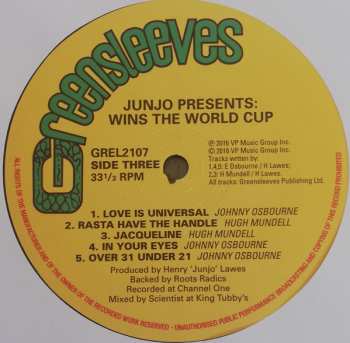 Greensleeves
JUNJO PRESENTS:
WINS THE WORLD CUP
GREL2107
SIDE THREE
33⅓ RPM
℗ 2016 VP Music Group Inc.
© 2016 VP Music Group Inc.
Tracks written by:
1,4,5: E Osbourne / H Lawes;
2,3: H Mundell / H Lawes.
All tracks: Greensleeves Publishing Ltd.
1. LOVE IS UNIVERSAL JOHNNY OSBOURNE
2. RASTA HAVE THE HANDLE HUGH MUNDELL
3. JACQUELINE HUGH MUNDELL
4. IN YOUR EYES JOHNNY OSBOURNE
5. OVER 31 UNDER 21 JOHNNY OSBOURNE
Produced by Henry 'Junjo' Lawes
Backed by Roots Radics
Recorded at Channel One
Mixed by Scientist at King Tubby's
ALL RIGHTS OF THE MANUFACTURER AND OF THE OWNER OF THE RECORDED WORK RESERVED - UNAUTHORISED PUBLIC PERFORMANCE BROADCASTING AND COPYING OF THIS RECORD PROHIBITED